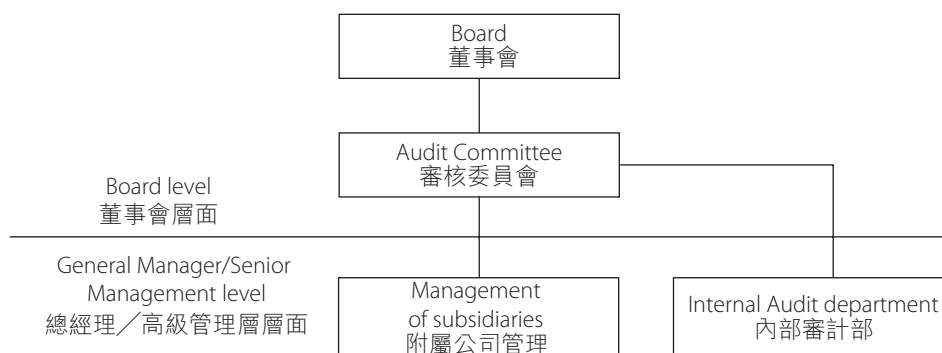 Board
董事會
Audit Committee
審核委員會
Board level
董事會層面
General Manager/Senior
Management level
總經理／高級管理層層面
Management
of subsidiaries
附屬公司管理
Internal Audit department
內部審計部